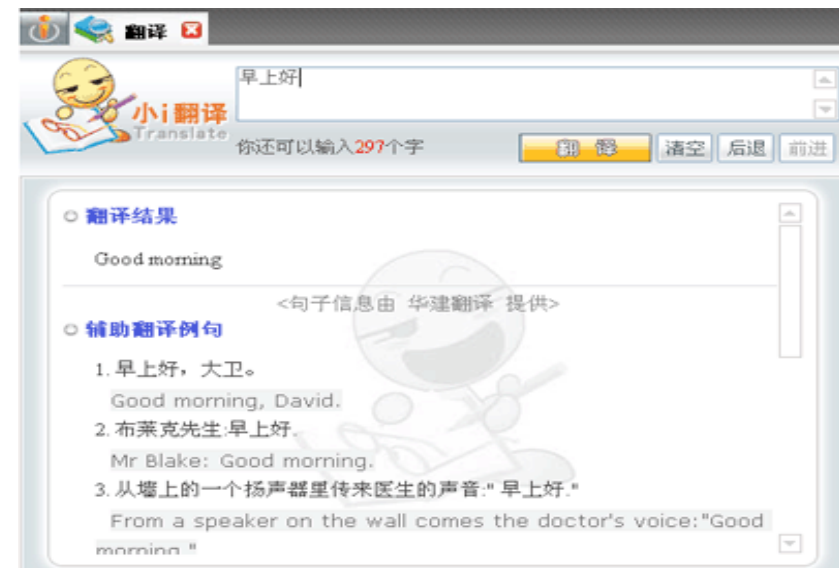 翻译
早上好
小i翻译
Translate
你还可以输入297个字
翻 译
清空
后退
前进
翻译结果
Good morning
<句子信息由 华建翻译 提供>
辅助翻译例句
1. 早上好，大卫。
Good morning, David.
2. 布莱克先生:早上好.
Mr Blake: Good morning.
3. 从墙上的一个扬声器里传来医生的声音:" 早上好."
From a speaker on the wall comes the doctor's voice:"Good
morning."